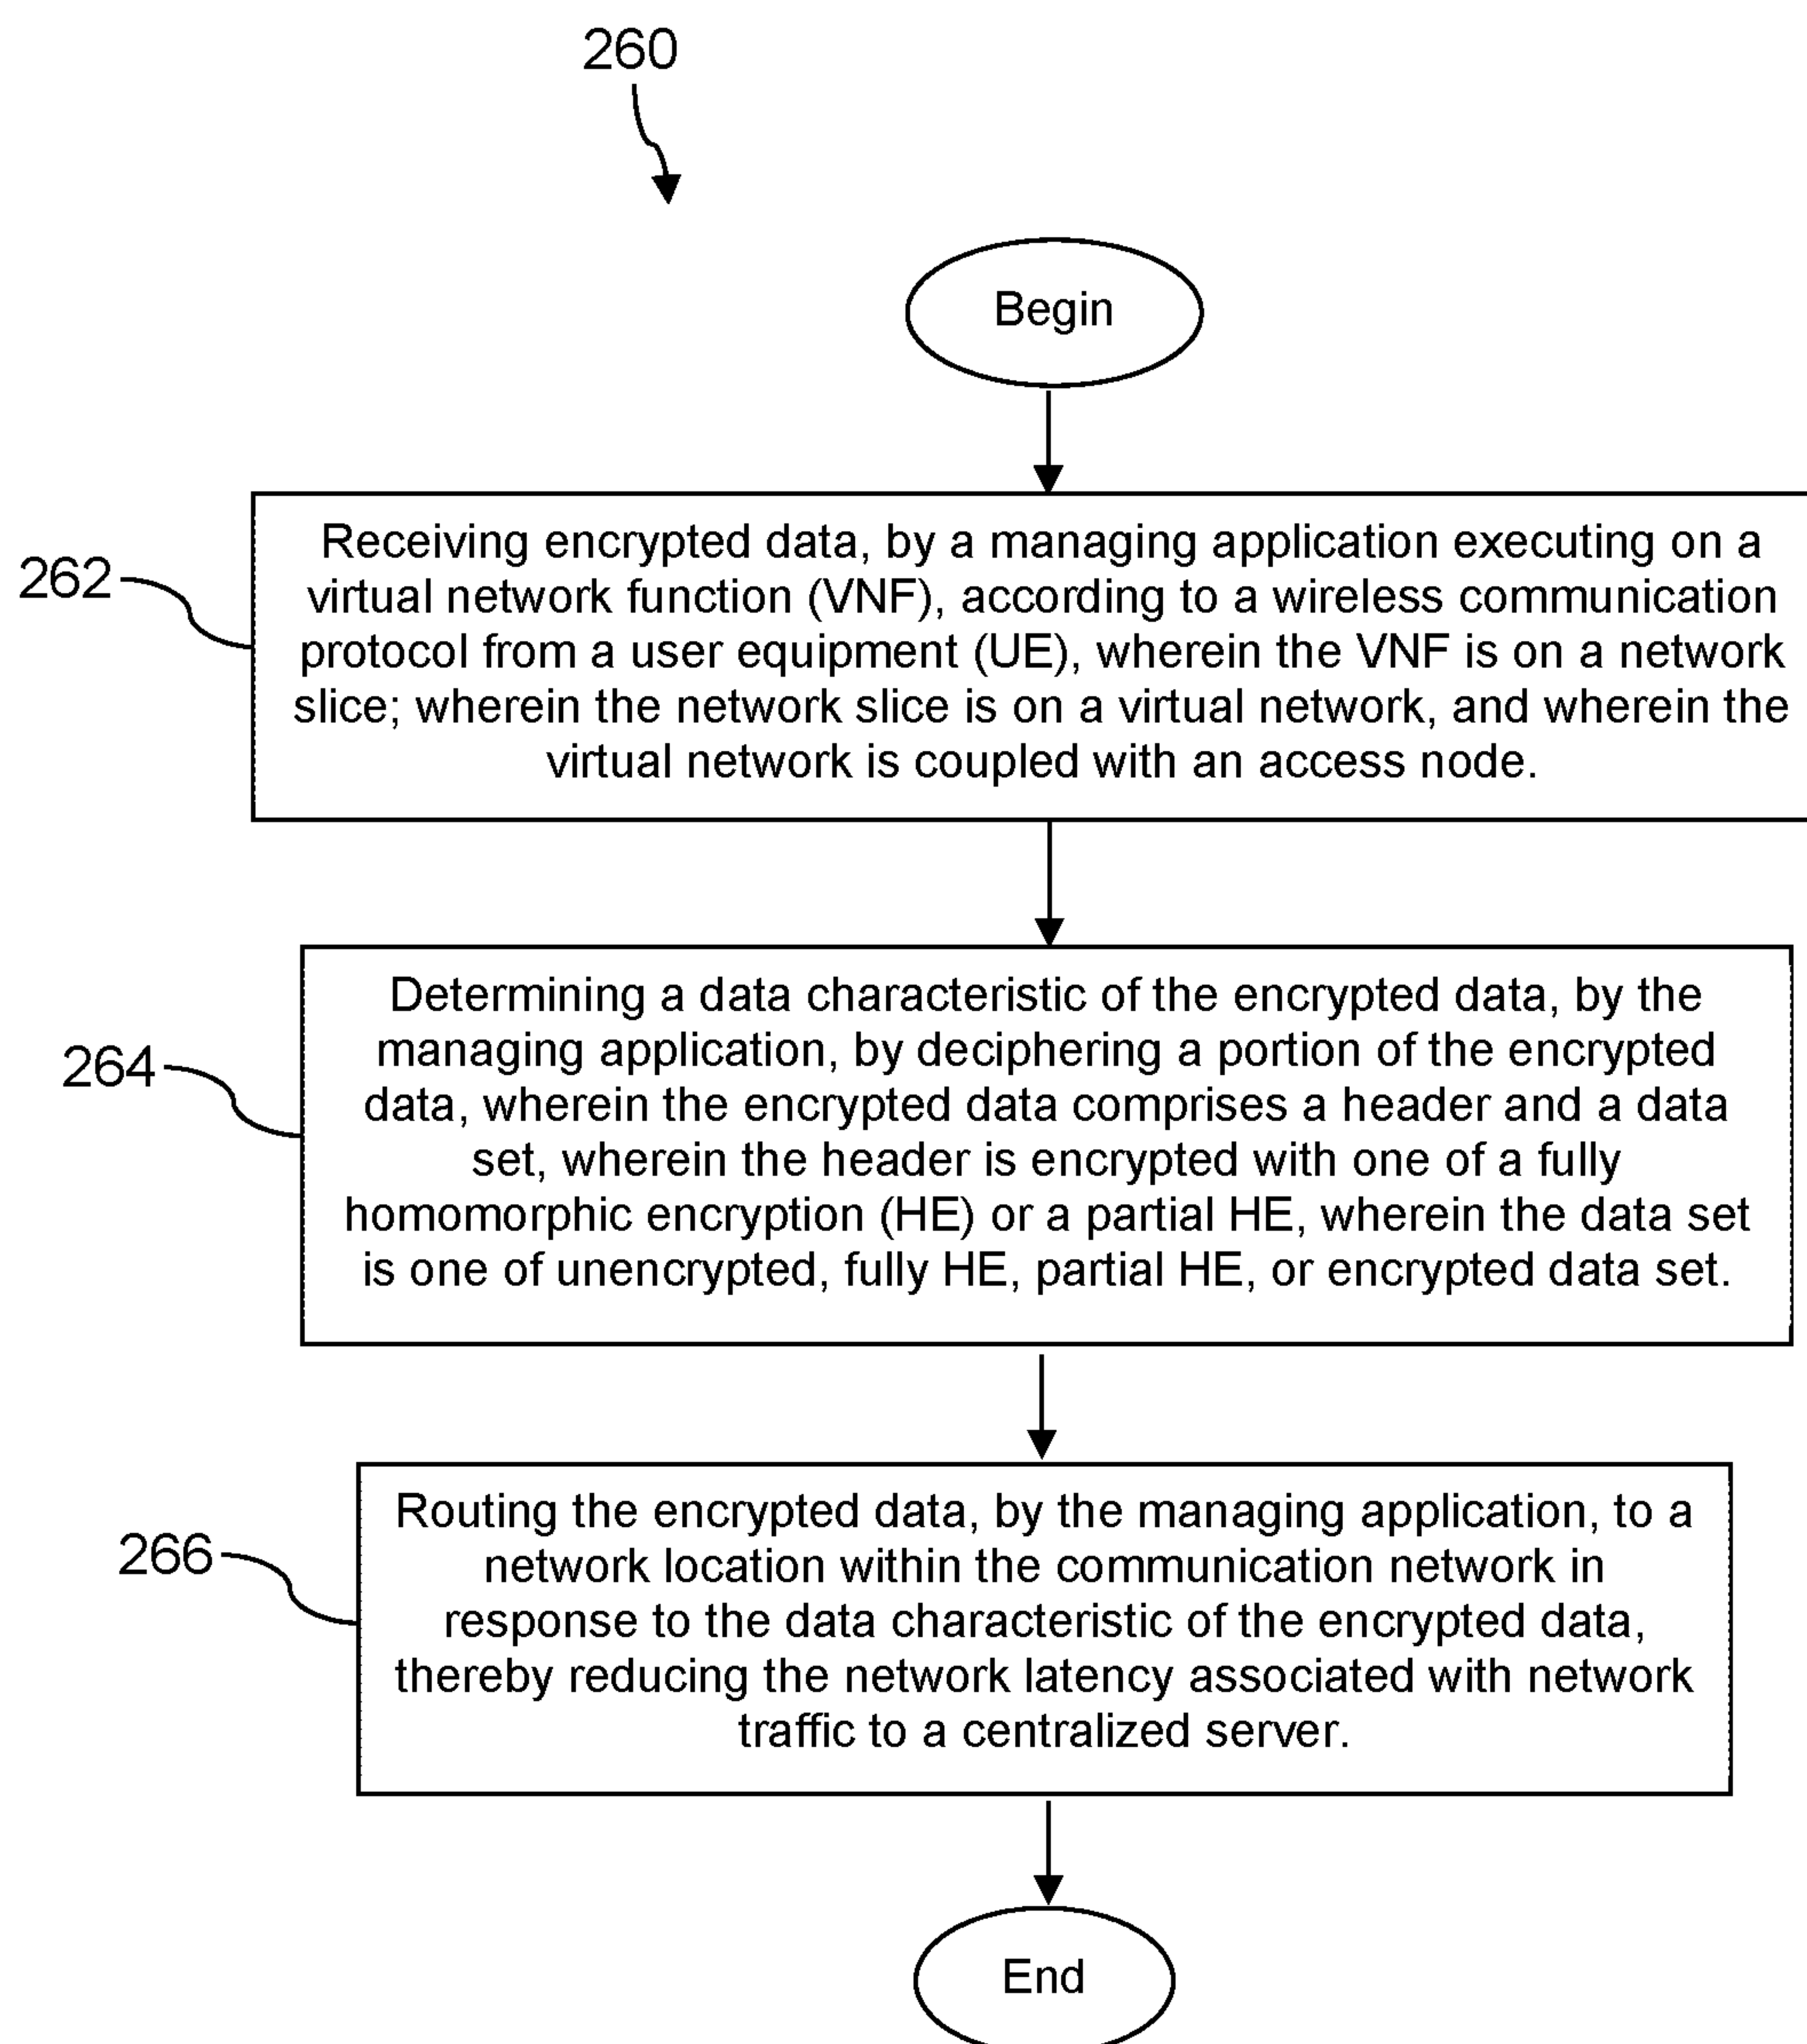 260
Begin
262
Receiving encrypted data, by a managing application executing on a
virtual network function (VNF), according to a wireless communication
protocol from a user equipment (UE), wherein the VNF is on a network
slice; wherein the network slice is on a virtual network, and wherein the
virtual network is coupled with an access node.
264
Determining a data characteristic of the encrypted data, by the
managing application, by deciphering a portion of the encrypted
data, wherein the encrypted data comprises a header and a data
set, wherein the header is encrypted with one of a fully
homomorphic encryption (HE) or a partial HE, wherein the data set
is one of unencrypted, fully HE, partial HE, or encrypted data set.
266
Routing the encrypted data, by the managing application, to a
network location within the communication network in
response to the data characteristic of the encrypted data,
thereby reducing the network latency associated with network
traffic to a centralized server.
End